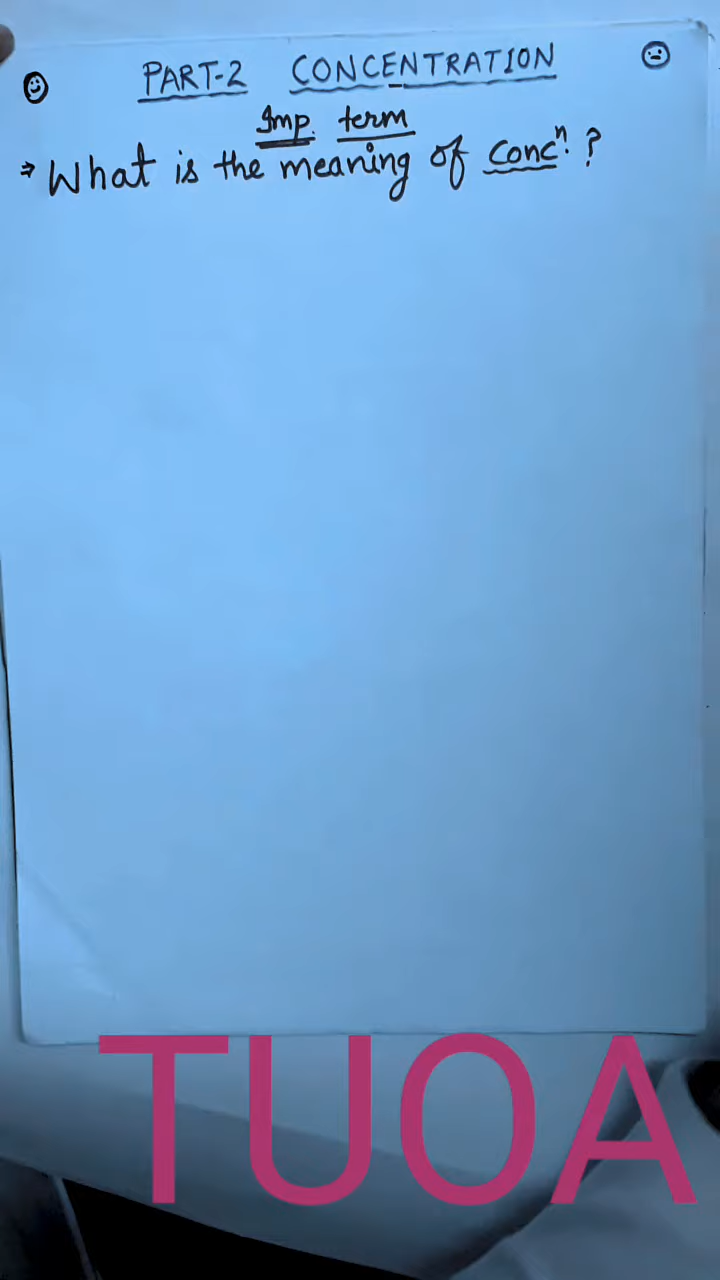 PART-2 CONCENTRATION
Imp. term
⇒ What is the meaning of concⁿ. ?
TUOA